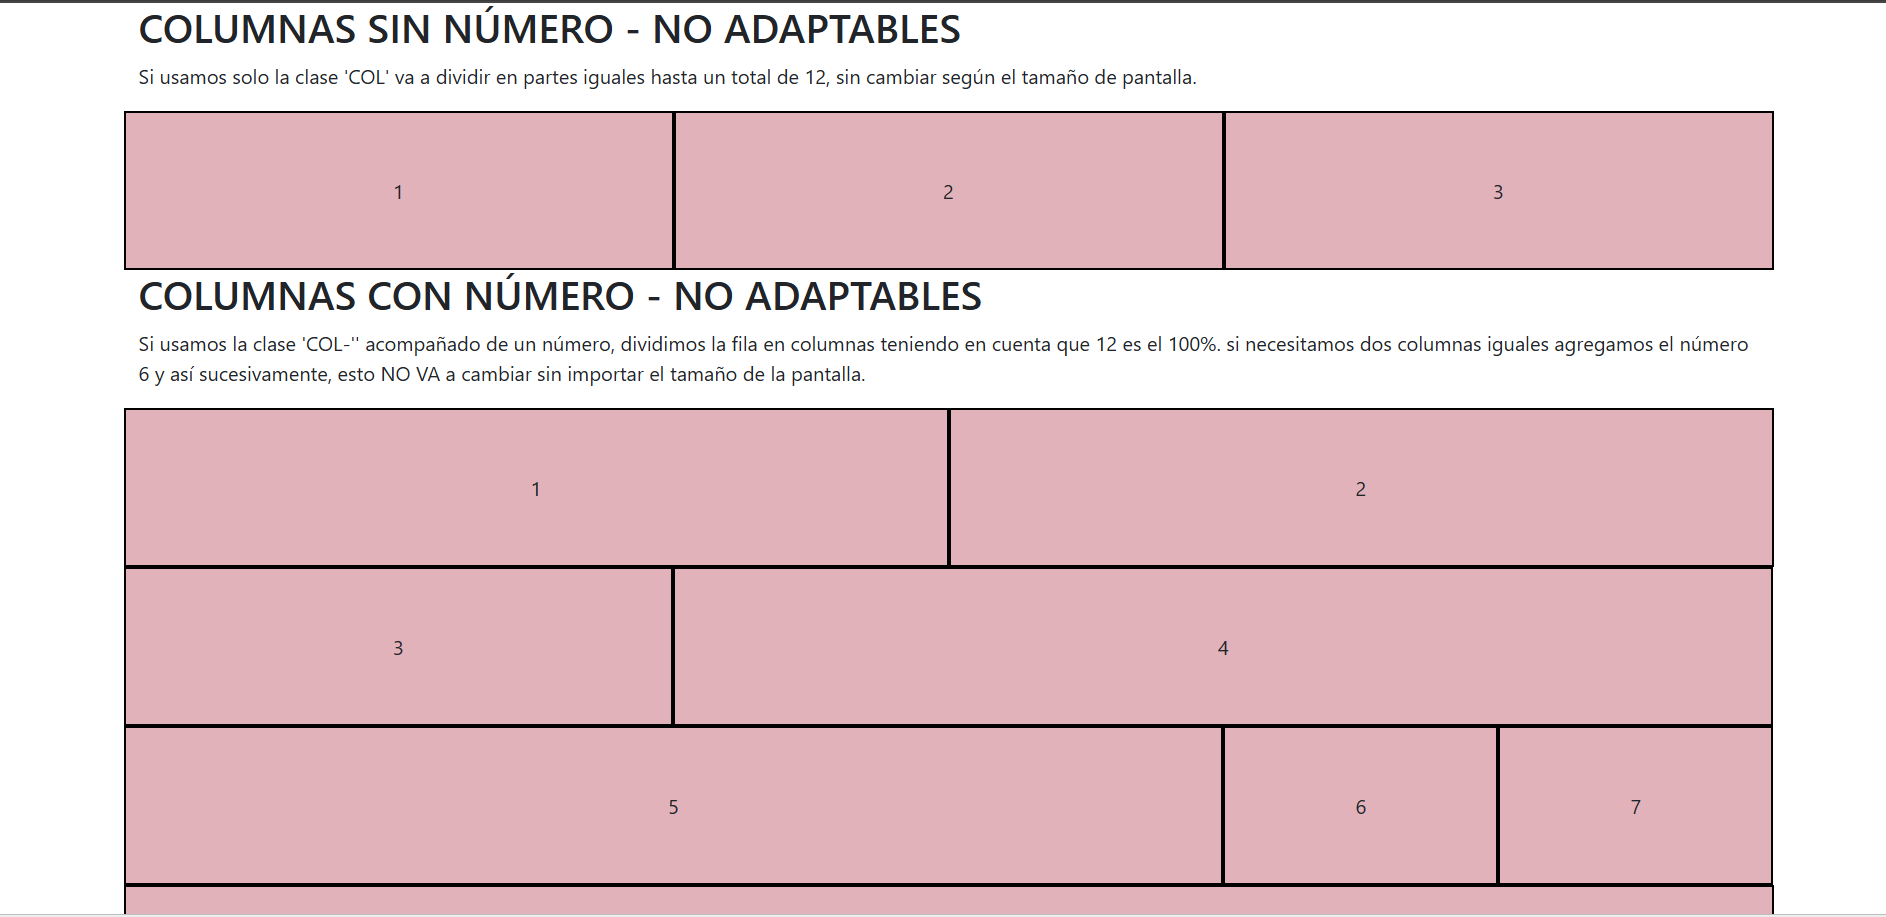 COLUMNAS SIN NÚMERO - NO ADAPTABLES
Si usamos solo la clase 'COL' va a dividir en partes iguales hasta un total de 12, sin cambiar según el tamaño de pantalla.
1
2
3
COLUMNAS CON NÚMERO - NO ADAPTABLES
Si usamos la clase 'COL-'' acompañado de un número, dividimos la fila en columnas teniendo en cuenta que 12 es el 100%. si necesitamos dos columnas iguales agregamos el número
6 y así sucesivamente, esto NO VA a cambiar sin importar el tamaño de la pantalla.
1
2
3
4
5
6
7